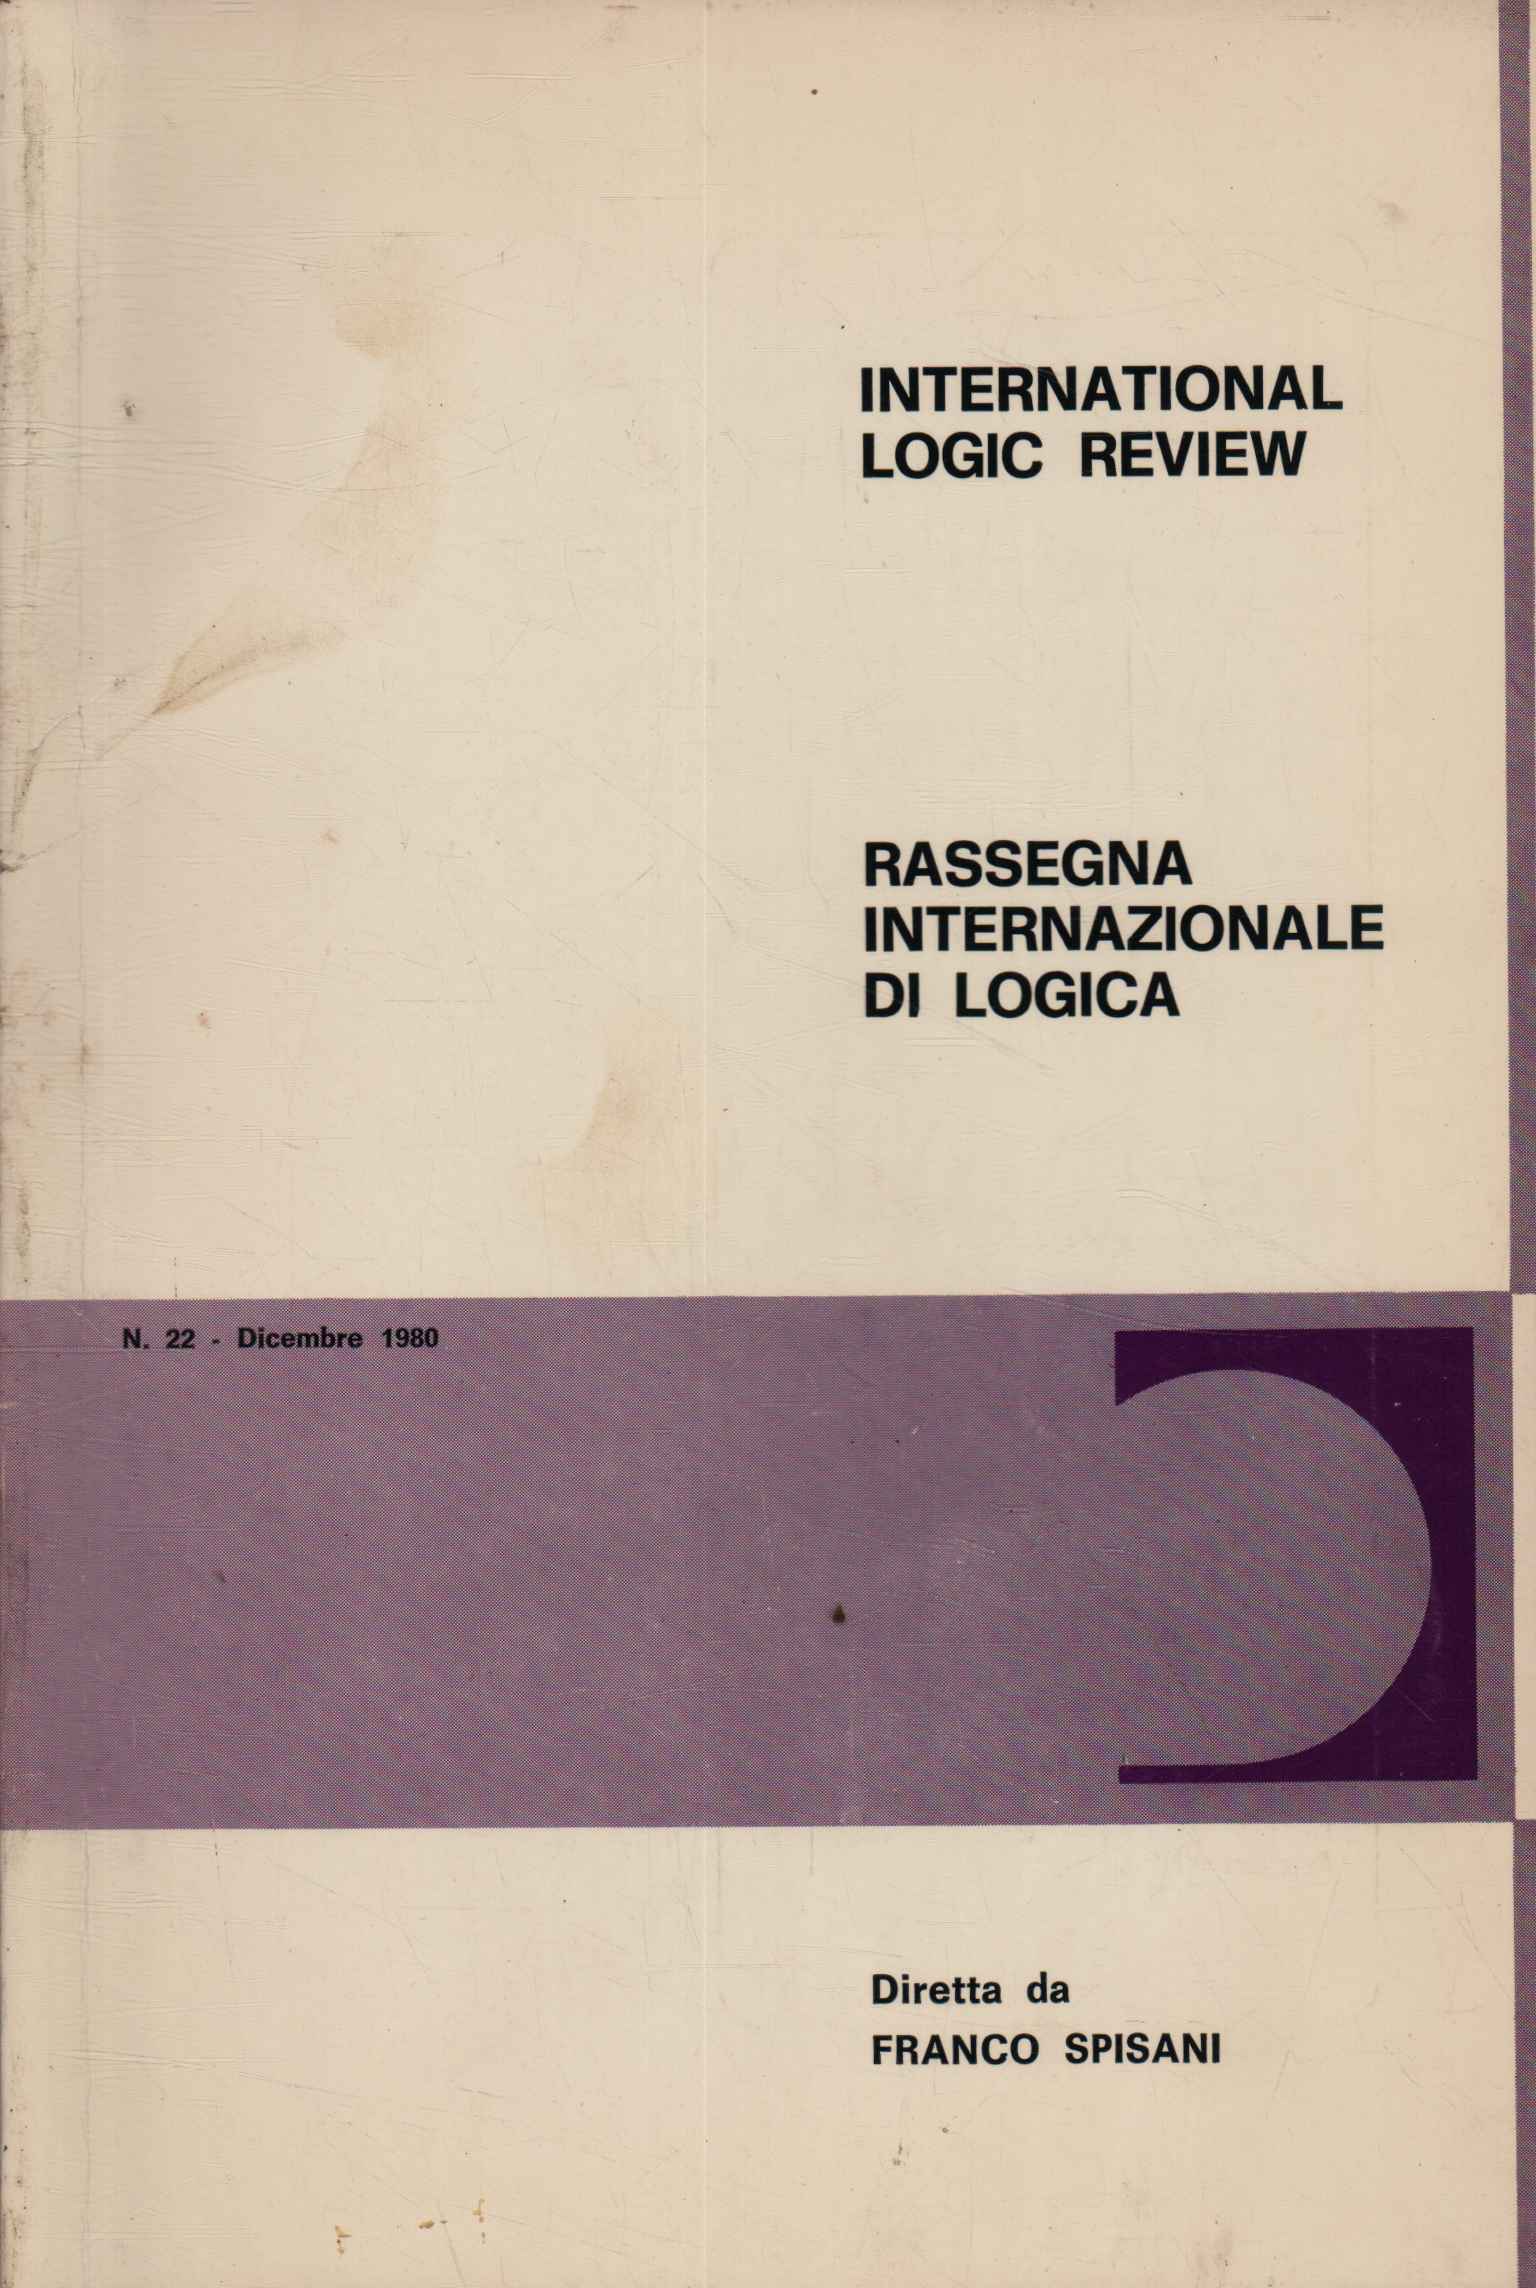 INTERNATIONAL
LOGIC REVIEW
RASSEGNA
INTERNAZIONALE
DI LOGICA
N. 22 - Dicembre 1980
Diretta da
FRANCO SPISANI